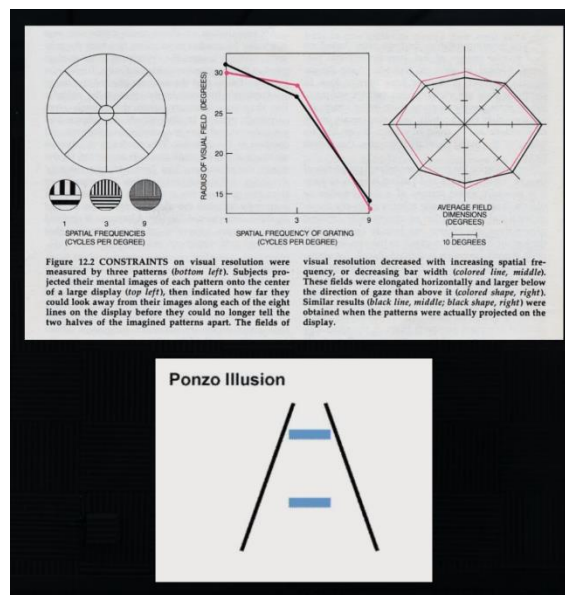 RADIUS OF VISUAL FIELD (DEGREES)
30
25
20
15
1
3
9
SPATIAL FREQUENCIES
(CYCLES PER DEGREE)
1
3
9
SPATIAL FREQUENCY OF GRATING
(CYCLES PER DEGREE)
AVERAGE FIELD
DIMENSIONS
(DEGREES)
10 DEGREES
Figure 12.2 CONSTRAINTS on visual resolution were
measured by three patterns (bottom left). Subjects pro-
jected their mental images of each pattern onto the center
of a large display (top left), then indicated how far they
could look away from their images along each of the eight
lines on the display before they could no longer tell the
two halves of the imagined patterns apart. The fields of
visual resolution decreased with increasing spatial fre-
quency, or decreasing bar width (colored line, middle).
These fields were elongated horizontally and larger below
the direction of gaze than above it (colored shape, right).
Similar results (black line, middle; black shape, right) were
obtained when the patterns were actually projected on the
display.
Ponzo Illusion